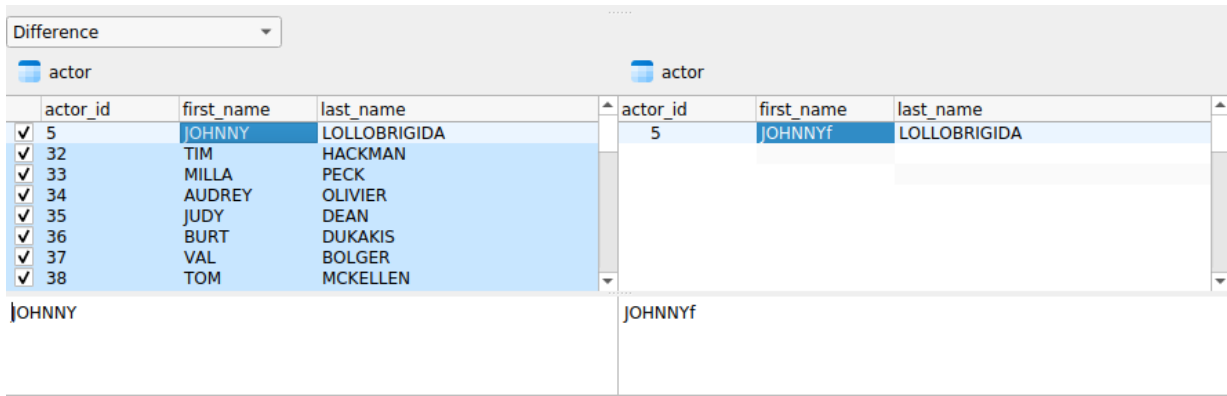 Difference
actor actor
actor_id first_name last_name actor_id first_name last_name
5 JOHNNY LOLLOBRIGIDA 5 JOHNNYf LOLLOBRIGIDA
32 TIM HACKMAN
33 MILLA PECK
34 AUDREY OLIVIER
35 JUDY DEAN
36 BURT DUKAKIS
37 VAL BOLGER
38 TOM MCKELLEN
JOHNNY JOHNNYf